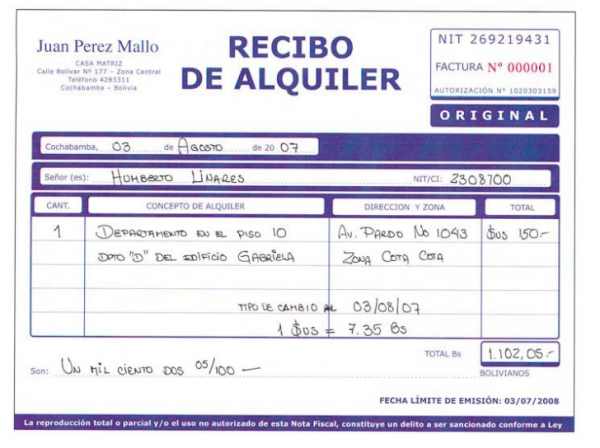 Juan Perez Mallo
CASA MATRIZ
Calle Bolivar Nº 177 – Zona Central
Teléfono 4283311
Cochabamba – Bolivia
RECIBO
DE ALQUILER
NIT 269219431
FACTURA Nº 000001
AUTORIZACIÓN Nº 1020303159
ORIGINAL
Cochabamba, 03 de AGOSTO de 20 07
Señor (es): HUMBERTO LINARES NIT/CI: 2308700
CANT. CONCEPTO DE ALQUILER DIRECCION Y ZONA TOTAL
1 DEPARTAMENTO EN EL PISO 10 Av. PARDO No 1043 $us 150.-
DPTO "D" DEL EDIFICIO GABRIELA ZONA COTA COTA
TIPO DE CAMBIO AL 03/08/07
1 $us = 7.35 Bs
TOTAL Bs 1.102,05.-
Son: UN MIL CIENTO DOS 05/100 — BOLIVIANOS
FECHA LÍMITE DE EMISIÓN: 03/07/2008
La reproducción total o parcial y/o el uso no autorizado de esta Nota Fiscal, constituye un delito a ser sancionado conforme a Ley